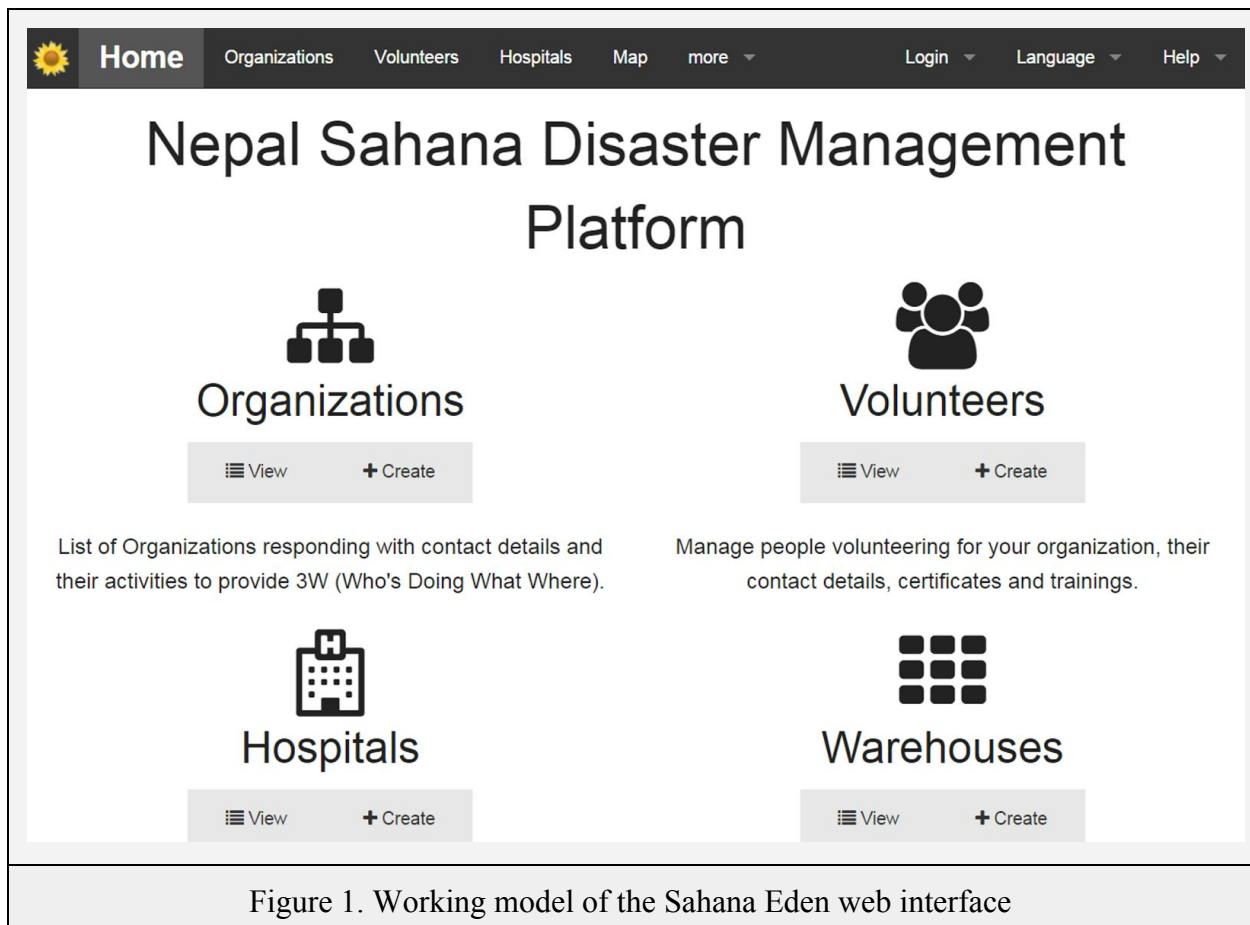 Home Organizations Volunteers Hospitals Map more Login Language Help
Nepal Sahana Disaster Management
Platform
Organizations
View Create
List of Organizations responding with contact details and
their activities to provide 3W (Who's Doing What Where).
Volunteers
View Create
Manage people volunteering for your organization, their
contact details, certificates and trainings.
H
Hospitals
View Create
Warehouses
View Create
Figure 1. Working model of the Sahana Eden web interface